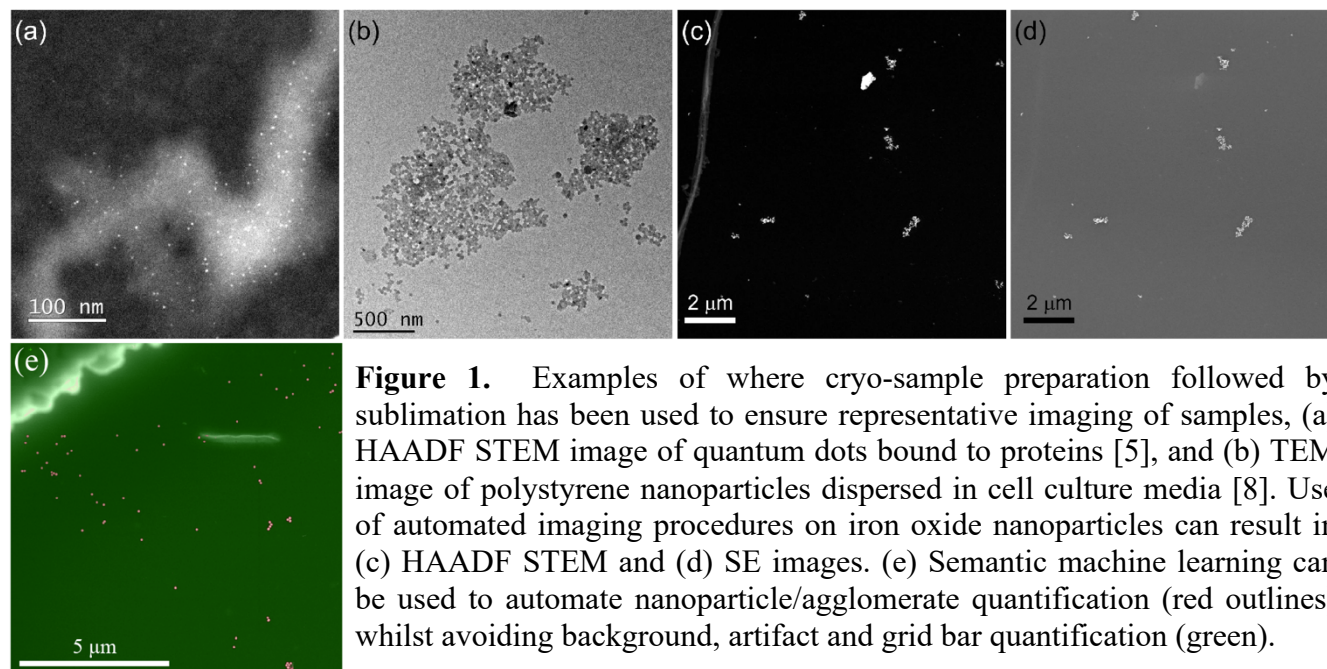 (a)
100 nm
(b)
500 nm
(c)
2 μm
(d)
2 μm
(e)
5 μm
Figure 1. Examples of where cryo-sample preparation followed by
sublimation has been used to ensure representative imaging of samples, (a
HAADF STEM image of quantum dots bound to proteins [5], and (b) TEM
image of polystyrene nanoparticles dispersed in cell culture media [8]. Use
of automated imaging procedures on iron oxide nanoparticles can result in
(c) HAADF STEM and (d) SE images. (e) Semantic machine learning can
be used to automate nanoparticle/agglomerate quantification (red outlines
whilst avoiding background, artifact and grid bar quantification (green).